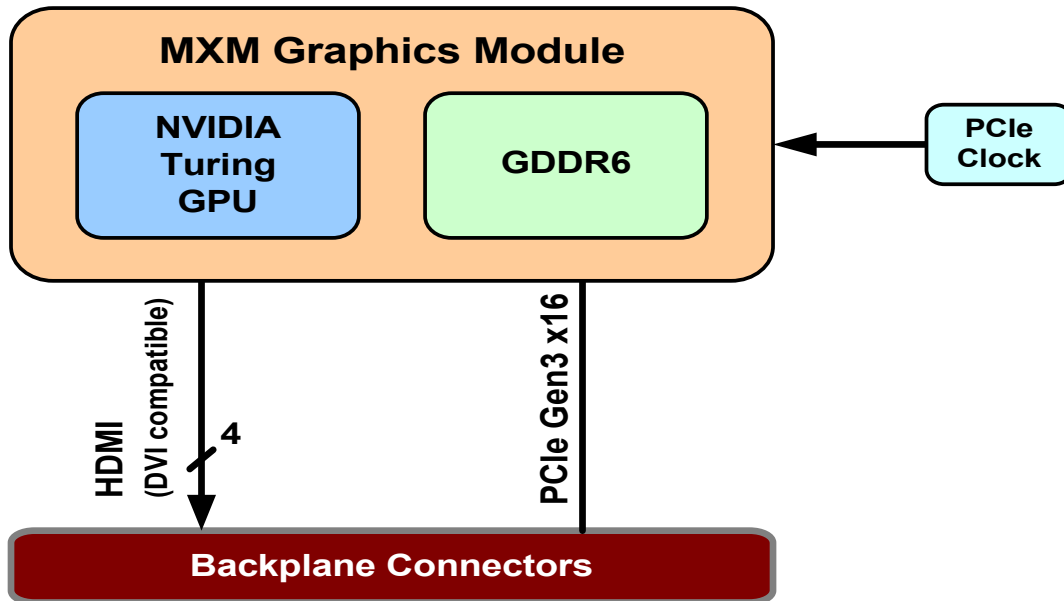 MXM Graphics Module
NVIDIA
Turing
GPU
GDDR6
PCIe
Clock
HDMI
(DVI compatible)
4
PCIe Gen3 x16
Backplane Connectors